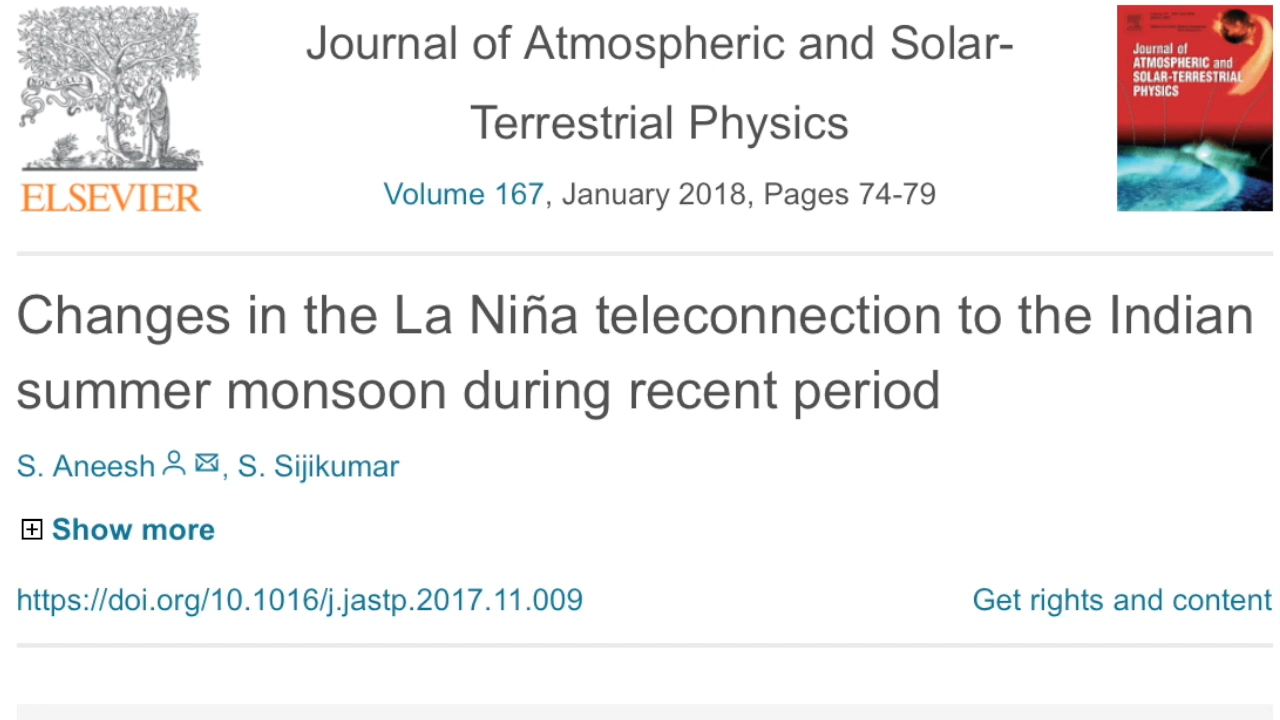 Journal of Atmospheric and Solar-
Terrestrial Physics
Volume 167, January 2018, Pages 74-79
ELSEVIER
Journal of
ATMOSPHERIC and
SOLAR-TERRESTRIAL
PHYSICS
Changes in the La Niña teleconnection to the Indian
summer monsoon during recent period
S. Aneesh, S. Sijikumar
Show more
https://doi.org/10.1016/j.jastp.2017.11.009
Get rights and content